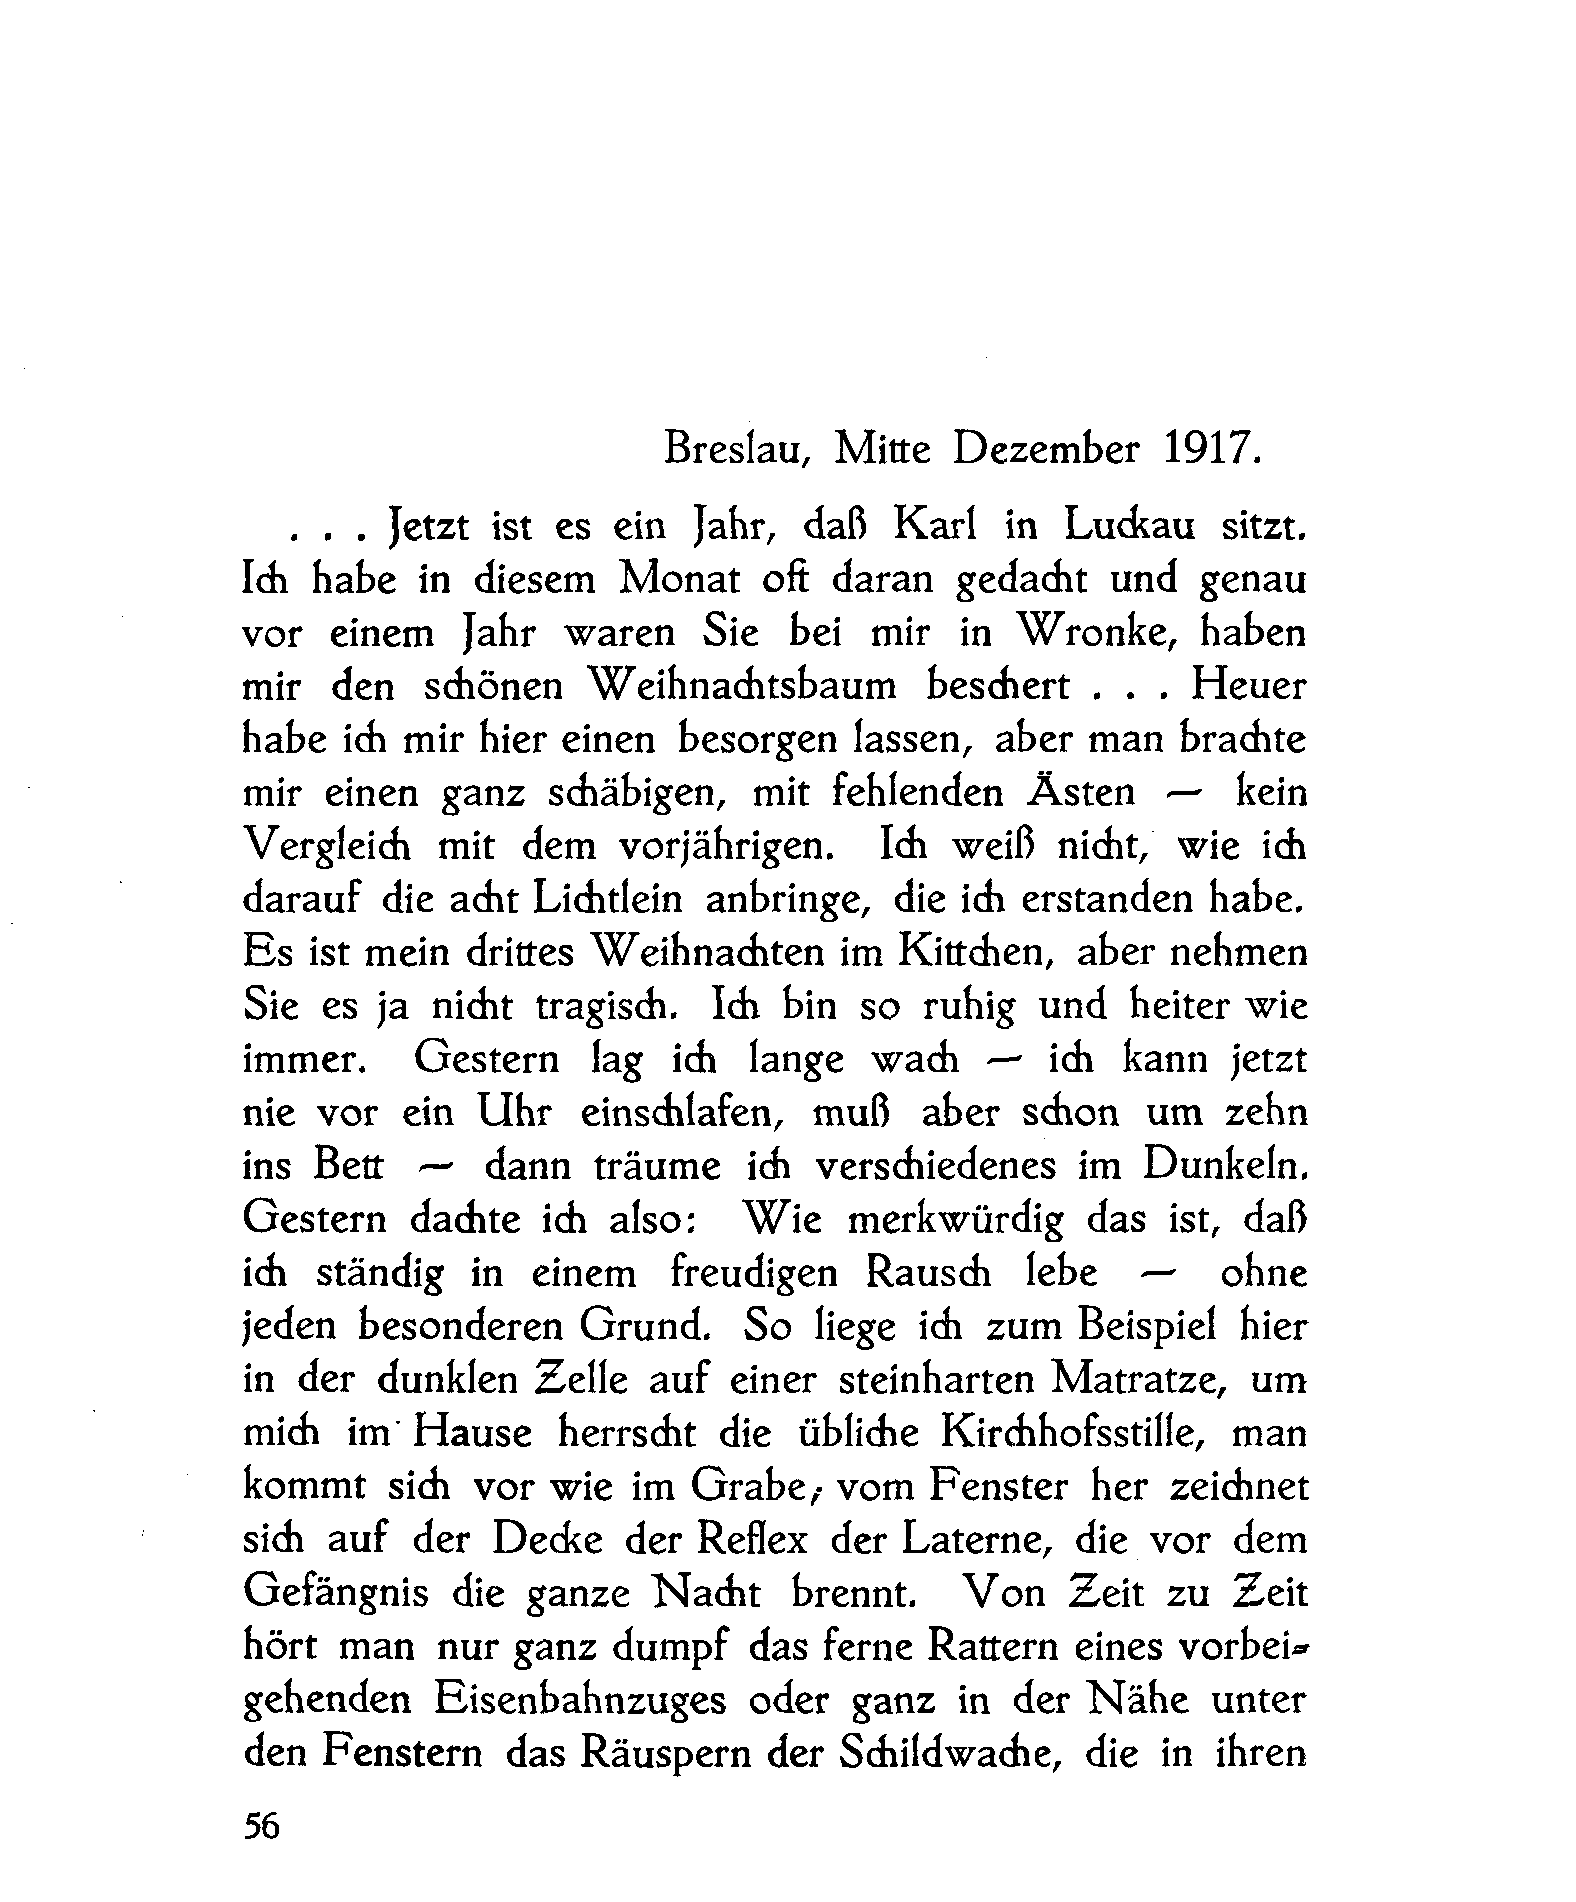 Breslau, Mitte Dezember 1917.
. . . Jetzt ist es ein Jahr, daß Karl in Luckau sitzt.
Ich habe in diesem Monat oft daran gedacht und genau
vor einem Jahr waren Sie bei mir in Wronke, haben
mir den schönen Weihnachtsbaum beschert . . . Heuer
habe ich mir hier einen besorgen lassen, aber man brachte
mir einen ganz schäbigen, mit fehlenden Ästen — kein
Vergleich mit dem vorjährigen. Ich weiß nicht, wie ich
darauf die acht Lichtlein anbringe, die ich erstanden habe.
Es ist mein drittes Weihnachten im Kittchen, aber nehmen
Sie es ja nicht tragisch. Ich bin so ruhig und heiter wie
immer. Gestern lag ich lange wach — ich kann jetzt
nie vor ein Uhr einschlafen, muß aber schon um zehn
ins Bett — dann träume ich verschiedenes im Dunkeln.
Gestern dachte ich also: Wie merkwürdig das ist, daß
ich ständig in einem freudigen Rausch lebe — ohne
jeden besonderen Grund. So liege ich zum Beispiel hier
in der dunklen Zelle auf einer steinharten Matratze, um
mich im Hause herrscht die übliche Kirchhofsstille, man
kommt sich vor wie im Grabe; vom Fenster her zeichnet
sich auf der Decke der Reflex der Laterne, die vor dem
Gefängnis die ganze Nacht brennt. Von Zeit zu Zeit
hört man nur ganz dumpf das ferne Rattern eines vorbei-
gehenden Eisenbahnzuges oder ganz in der Nähe unter
den Fenstern das Räuspern der Schildwache, die in ihren
56